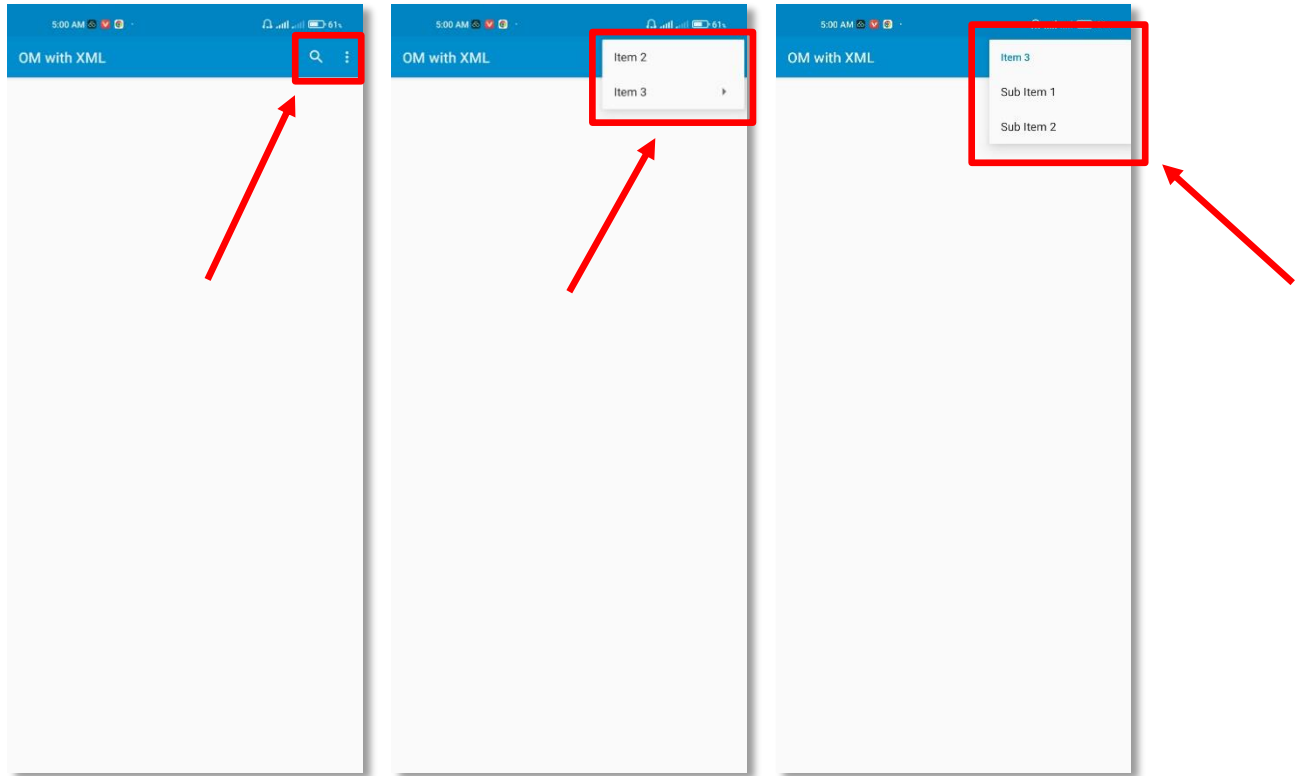 5:00 AM
61%
OM with XML
5:00 AM
61%
OM with XML
Item 2
Item 3
5:00 AM
OM with XML
Item 3
Sub Item 1
Sub Item 2